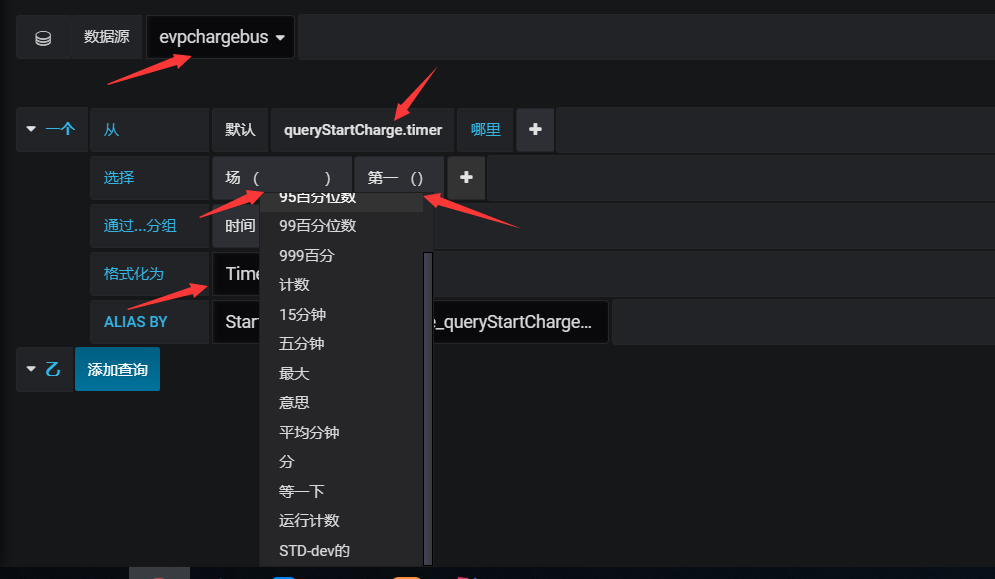 数据源 evpchargebus
一个 从 默认 queryStartCharge.timer 哪里 +
选择 场 ( ) 第一 () +
95百分位数
通过...分组 时间
99百分位数
999百分
格式化为 Time
计数
ALIAS BY Star e_queryStartCharge...
15分钟
五分钟
乙 添加查询
最大
意思
平均分钟
分
等一下
运行计数
STD-dev的